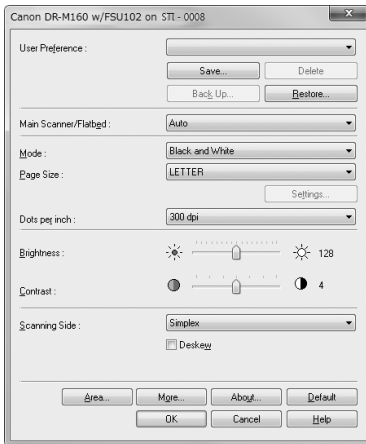 Canon DR-M160 w/FSU102 on STI - 0008
User Preference :
Save... Delete
Back Up... Restore...
Main Scanner/Flatbed : Auto
Mode : Black and White
Page Size : LETTER
Settings...
Dots per inch : 300 dpi
Brightness : 128
Contrast : 4
Scanning Side : Simplex
Deskew
Area... More... About... Default
OK Cancel Help